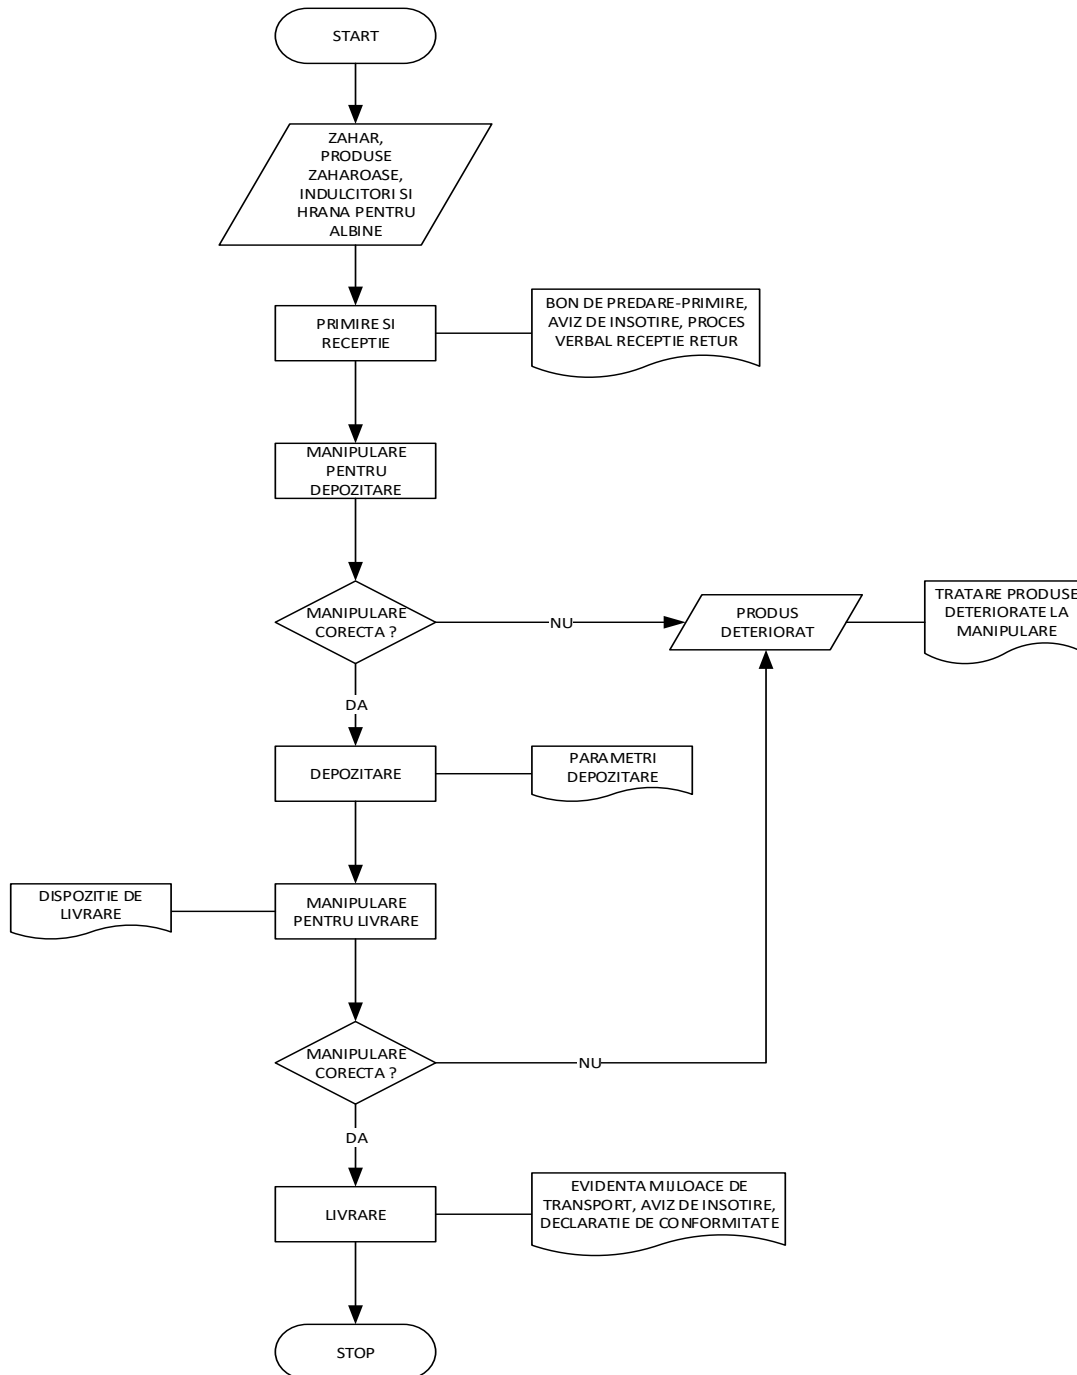 START
ZAHAR,
PRODUSE
ZAHAROASE,
INDULCITORI SI
HRANA PENTRU
ALBINE
PRIMIRE SI
RECEPTIE
BON DE PREDARE-PRIMIRE,
AVIZ DE INSOTIRE, PROCES
VERBAL RECEPTIE RETUR
MANIPULARE
PENTRU
DEPOZITARE
MANIPULARE
CORECTA ?
NU
PRODUS
DETERIORAT
TRATARE PRODUSE
DETERIORATE LA
MANIPULARE
DA
DEPOZITARE
PARAMETRI
DEPOZITARE
DISPOZITIE DE
LIVRARE
MANIPULARE
PENTRU LIVRARE
MANIPULARE
CORECTA ?
NU
DA
LIVRARE
EVIDENTA MIJLOACE DE
TRANSPORT, AVIZ DE INSOTIRE,
DECLARATIE DE CONFORMITATE
STOP